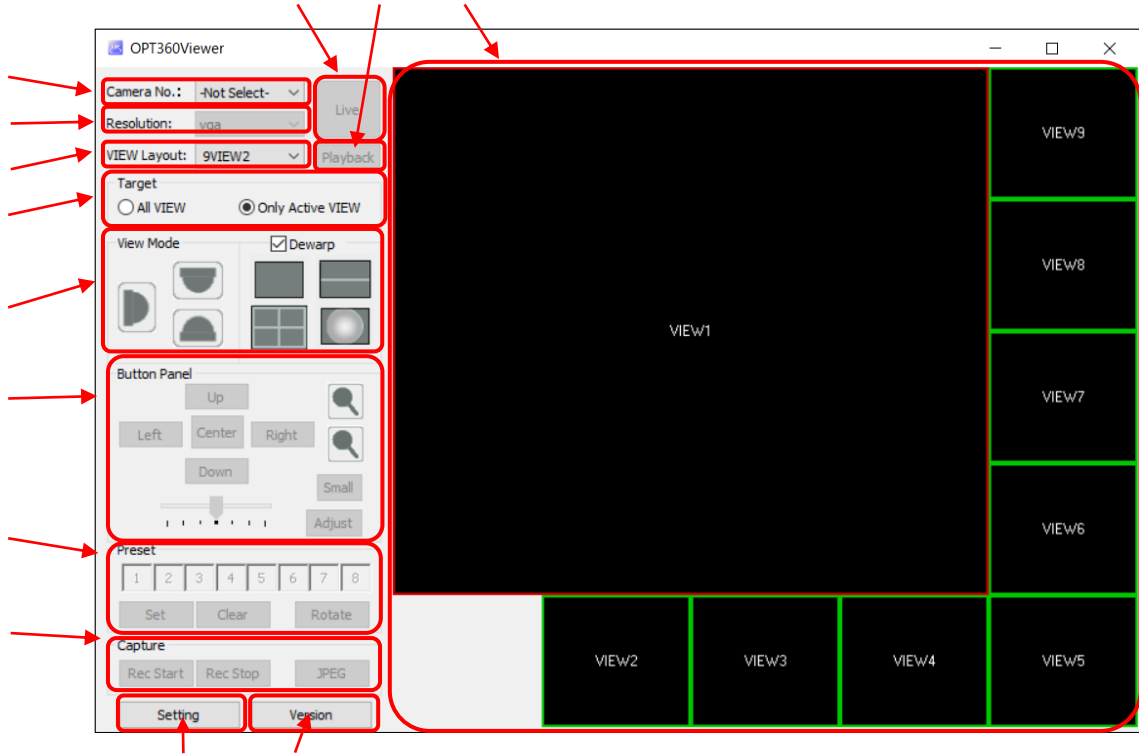 OPT360Viewer
Camera No.: -Not Select-
Live
Resolution: vga
VIEW Layout: 9VIEW2
Playback
Target
All VIEW Only Active VIEW
View Mode Dewarp
Button Panel
Up
Left Center Right
Down
Small
Adjust
Preset
1 2 3 4 5 6 7 8
Set Clear Rotate
Capture
Rec Start Rec Stop JPEG
Setting Version
VIEW1
VIEW9
VIEW8
VIEW7
VIEW6
VIEW2 VIEW3 VIEW4 VIEW5